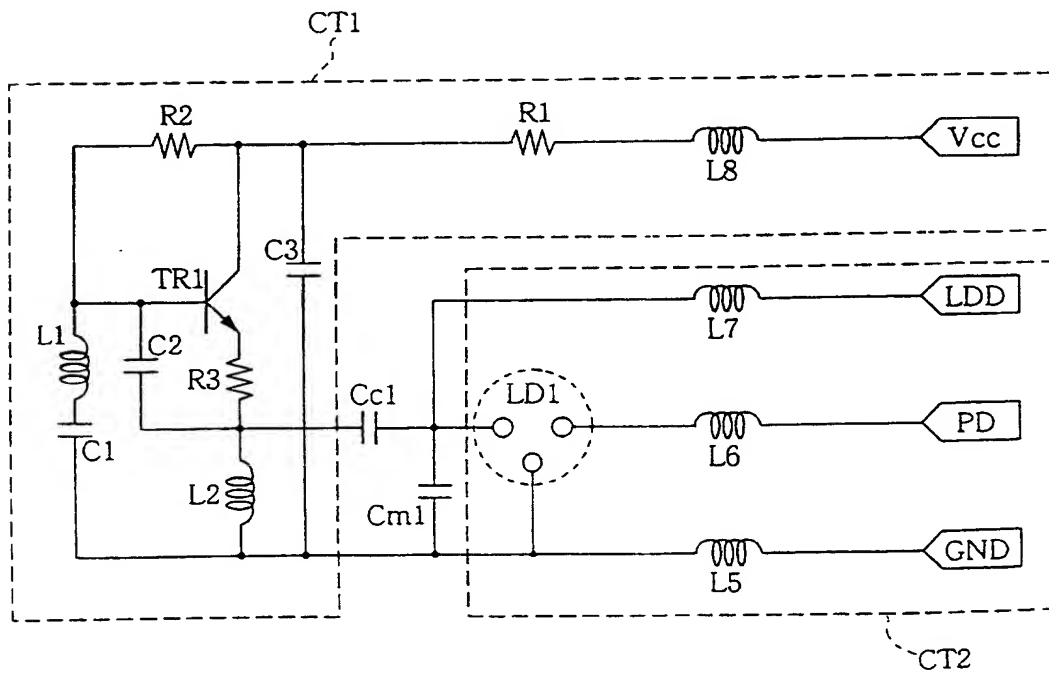 CT1
R2
R1
L8
Vcc
C3
TR1
L7
LDD
L1
C2
R3
Cc1
LD1
L6
PD
C1
L2
Cm1
L5
GND
CT2